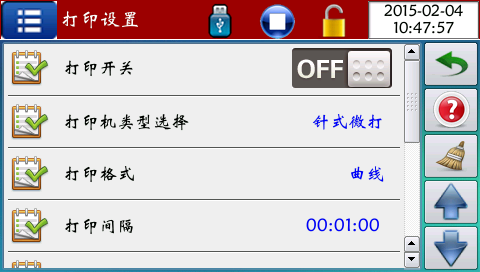 打印设置
2015-02-04
10:47:57
打印开关
OFF
打印机类型选择
针式微打
打印格式
曲线
打印间隔
00:01:00